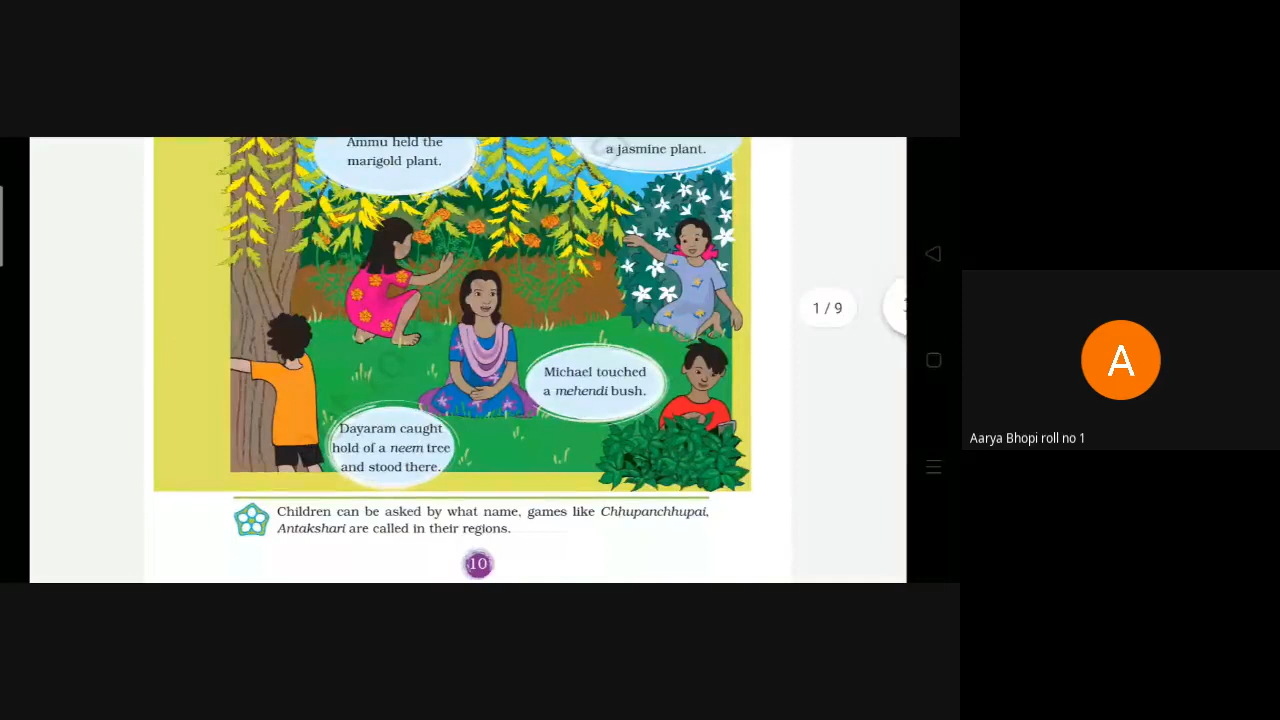 Ammu held the
marigold plant.
a jasmine plant.
1 / 9
Michael touched
a mehendi bush.
Dayaram caught
hold of a neem tree
and stood there.
Children can be asked by what name, games like Chhupanchhupai,
Antakshari are called in their regions.
10
A
Aarya Bhopi roll no 1